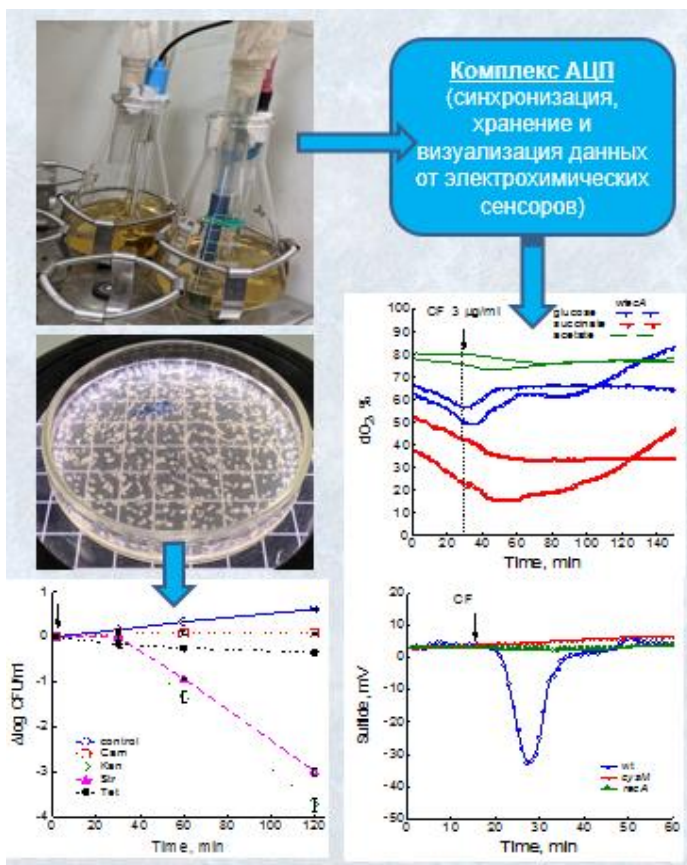 Комплекс АЦП
(синхронизация,
хранение и
визуализация данных
от электрохимических
сенсоров)
CF 3 µg/ml
wtrecA
glucose
succinate
acetate
dO₂, %
100
90
80
70
60
50
40
30
20
10
0
0 20 40 60 80 100 120 140
Time, min
Δlog CFU/ml
1
0
-1
-2
-3
-4
control
Cam
Kan
Str
Tet
0 20 40 60 80 100 120
Time, min
CF
Sulfide, mV
20
10
0
-10
-20
-30
-40
-50
wt
cysM
recA
0 10 20 30 40 50 60
Time, min